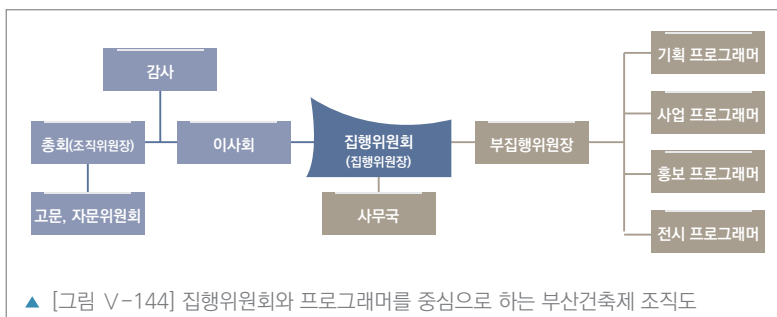 감사
총회(조직위원장)
이사회
집행위원회
(집행위원장)
부집행위원장
고문, 자문위원회
사무국
기획 프로그래머
사업 프로그래머
홍보 프로그래머
전시 프로그래머
▲ [그림 Ⅴ-144] 집행위원회와 프로그래머를 중심으로 하는 부산건축제 조직도